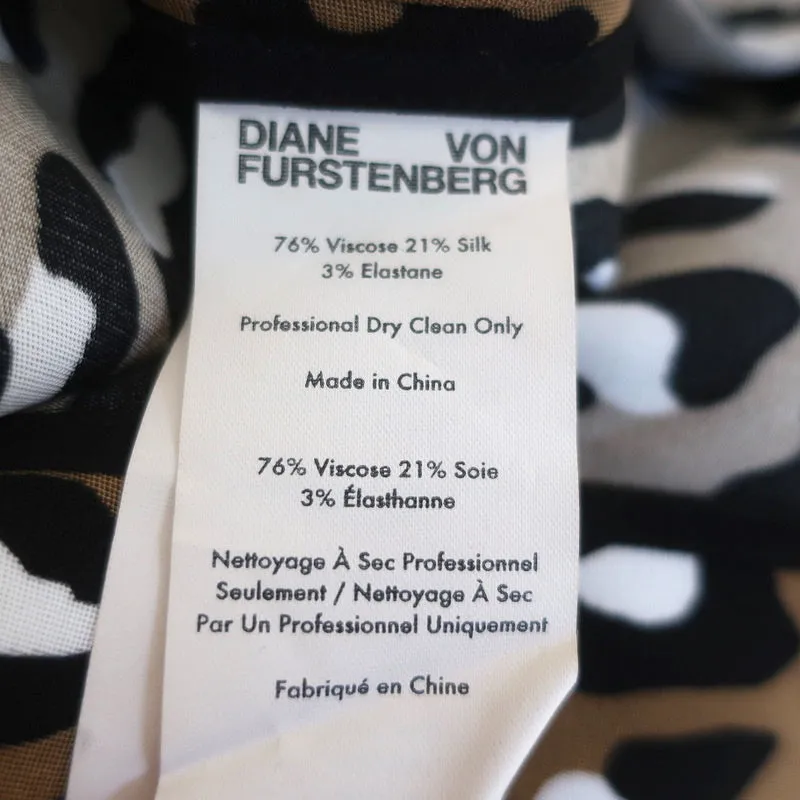 DIANE VON
FURSTENBERG
76% Viscose 21% Silk
3% Elastane
Professional Dry Clean Only
Made in China
76% Viscose 21% Soie
3% Élasthanne
Nettoyage À Sec Professionnel
Seulement / Nettoyage À Sec
Par Un Professionnel Uniquement
Fabriqué en Chine